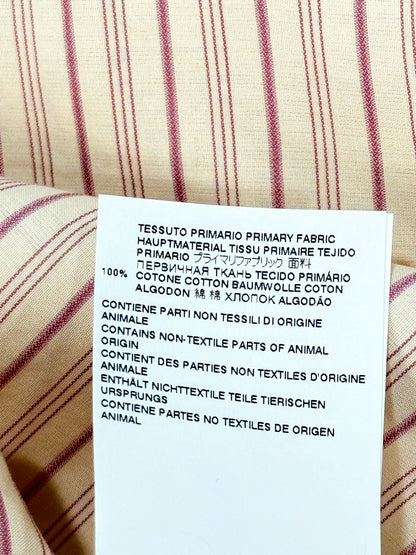 TESSUTO PRIMARIO PRIMARY FABRIC
HAUPTMATERIAL TISSU PRIMAIRE TEJIDO
PRIMARIO プライマリファブリック 面料
ПЕРВИЧНАЯ ТКАНЬ TECIDO PRIMÁRIO
100% COTONE COTTON BAUMWOLLE COTON
ALGODON 綿 棉 ХЛОПОК ALGODÃO
CONTIENE PARTI NON TESSILI DI ORIGINE
ANIMALE
CONTAINS NON-TEXTILE PARTS OF ANIMAL
ORIGIN
CONTIENT DES PARTIES NON TEXTILES D'ORIGINE
ANIMALE
ENTHÄLT NICHTTEXTILE TEILE TIERISCHEN
URSPRUNGS
CONTIENE PARTES NO TEXTILES DE ORIGEN
ANIMAL